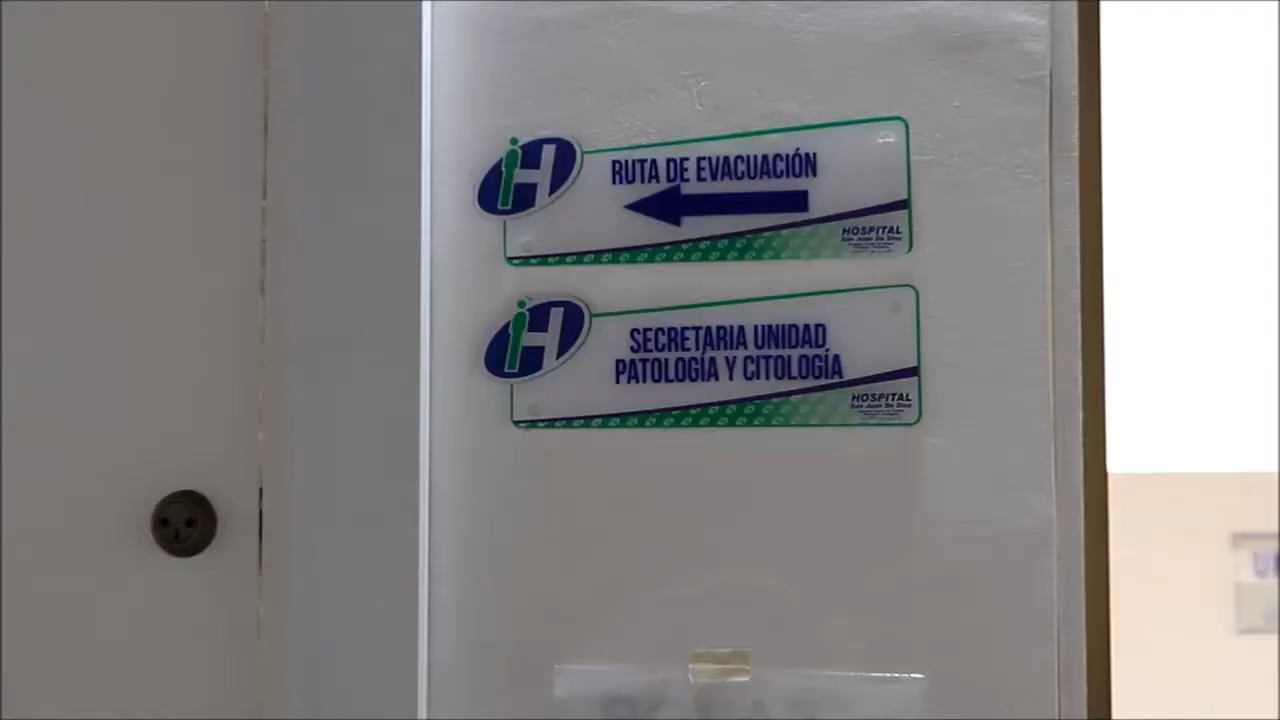 H
RUTA DE EVACUACIÓN
HOSPITAL
San Juan De Dios
H
SECRETARIA UNIDAD
PATOLOGÍA Y CITOLOGÍA
HOSPITAL
San Juan De Dios